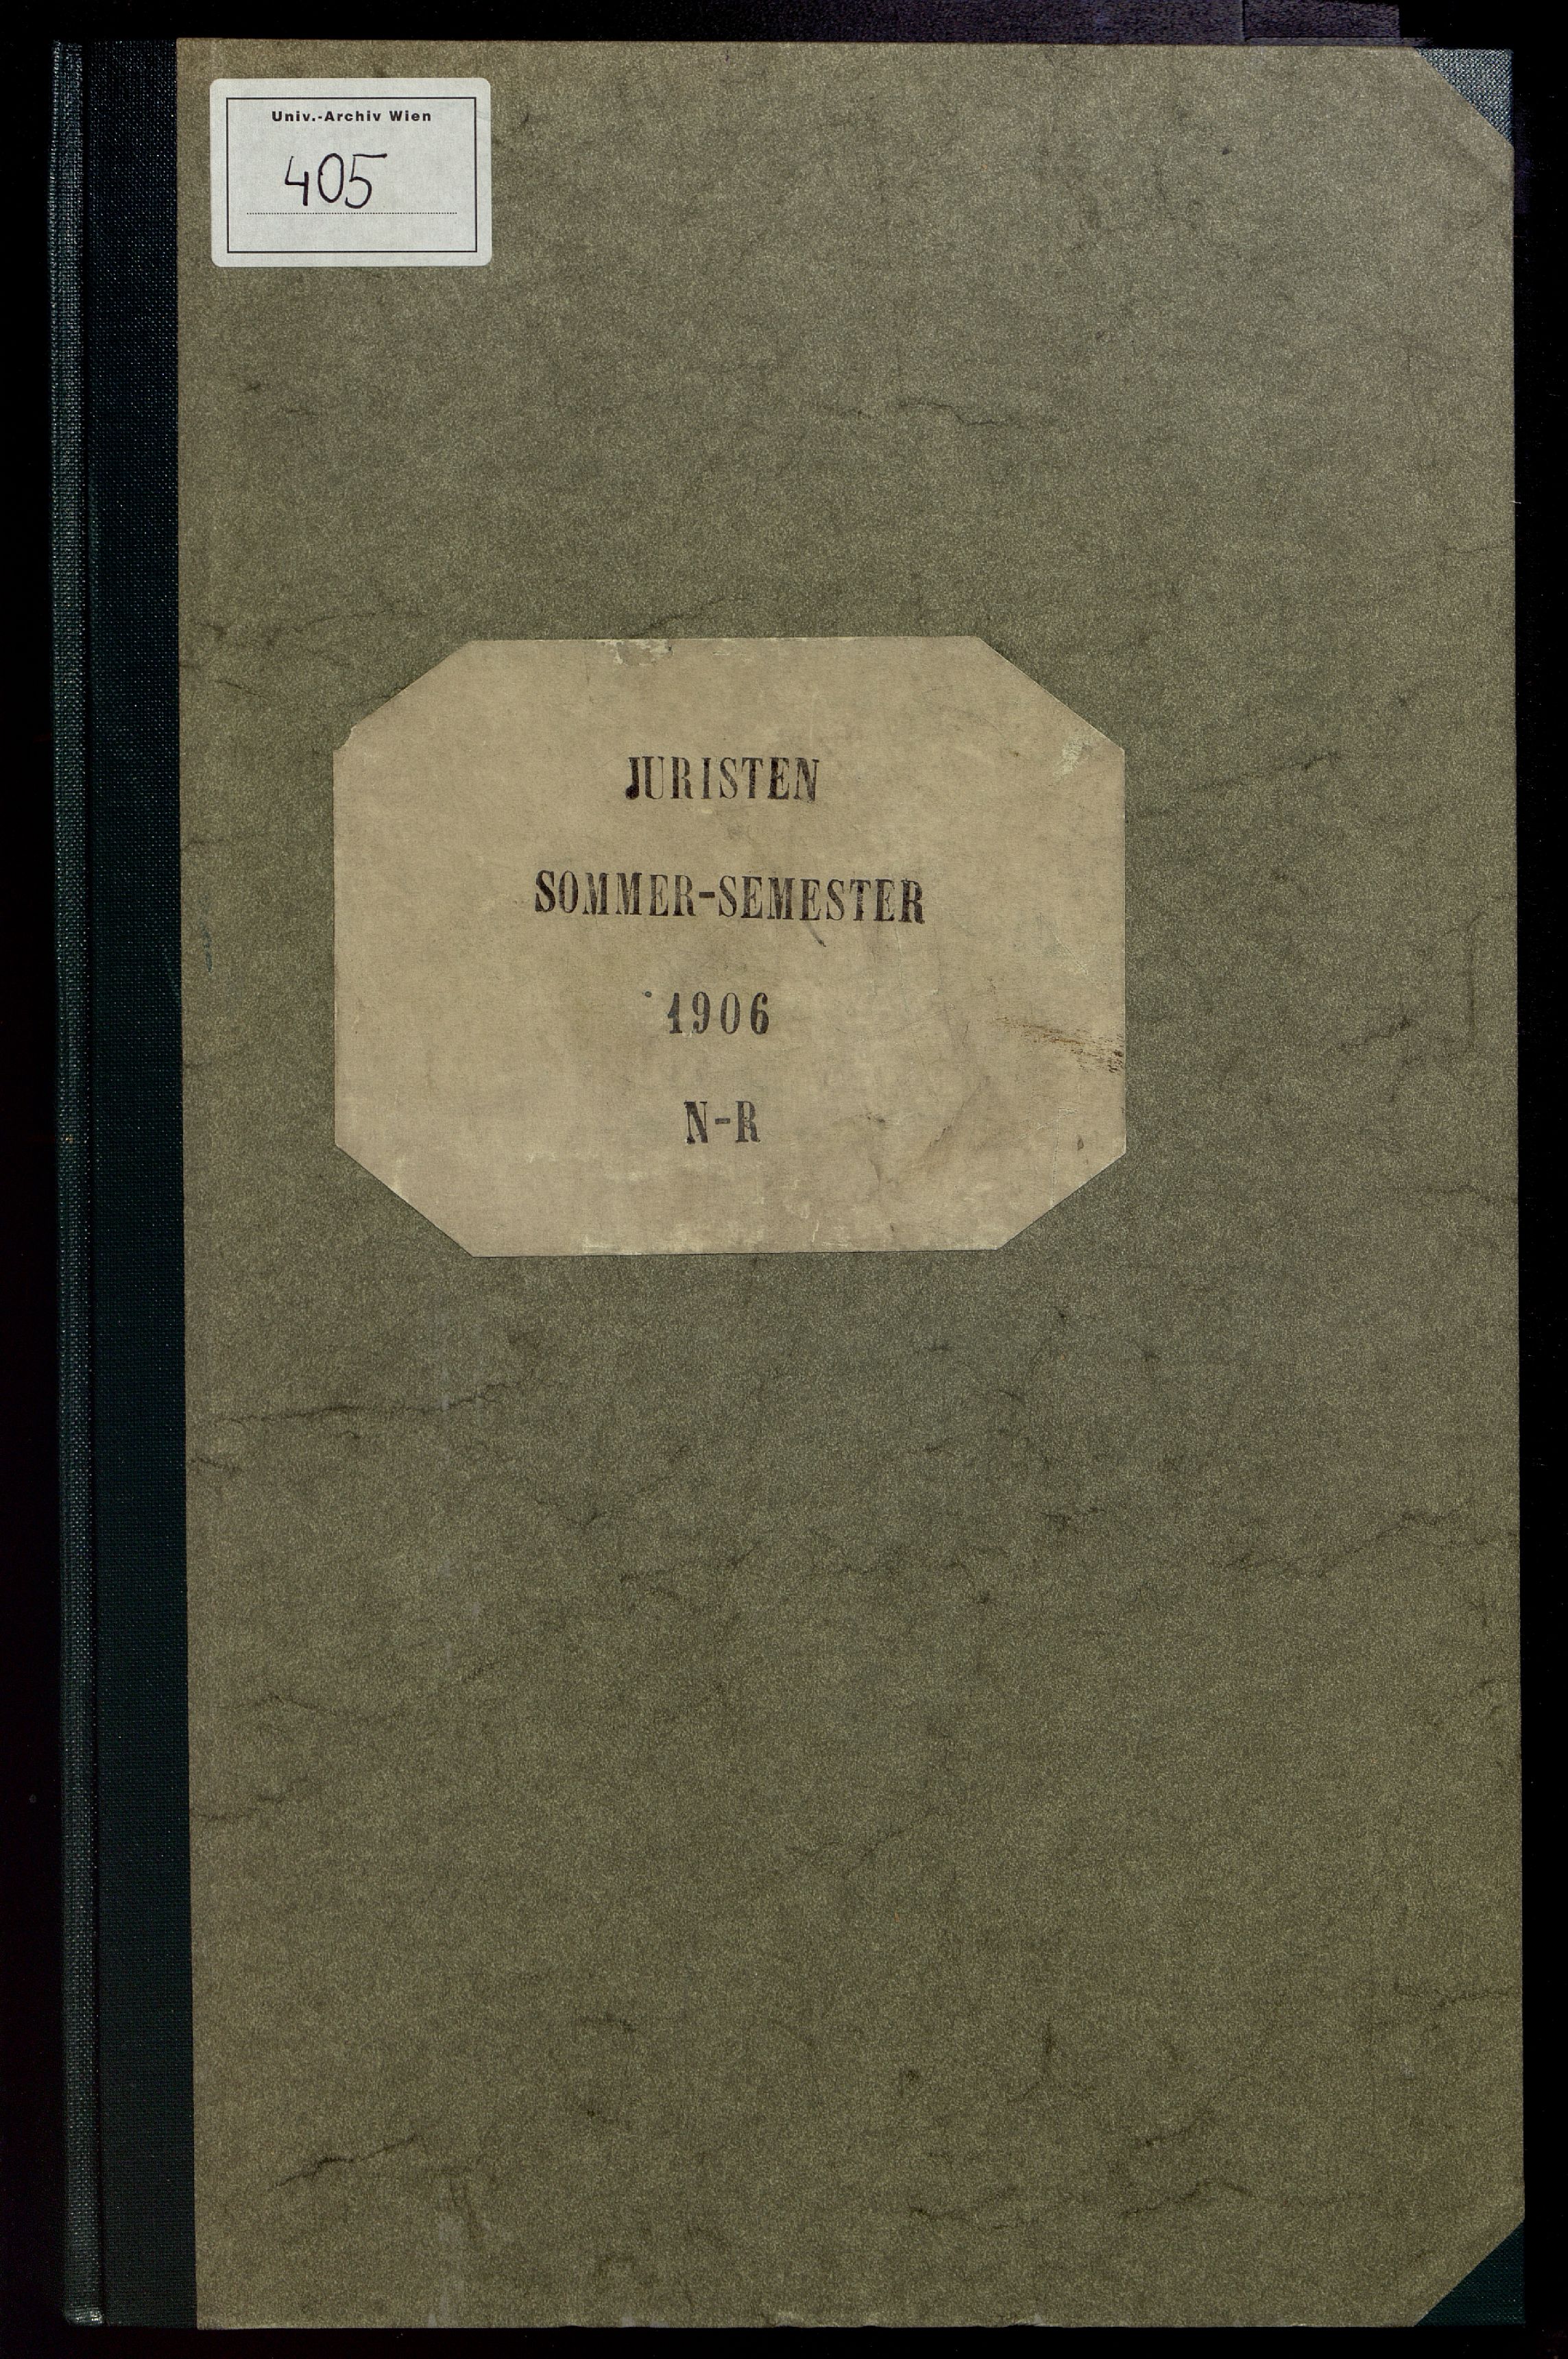 Univ.-Archiv Wien
405
JURISTEN
SOMMER-SEMESTER
1906
N-R